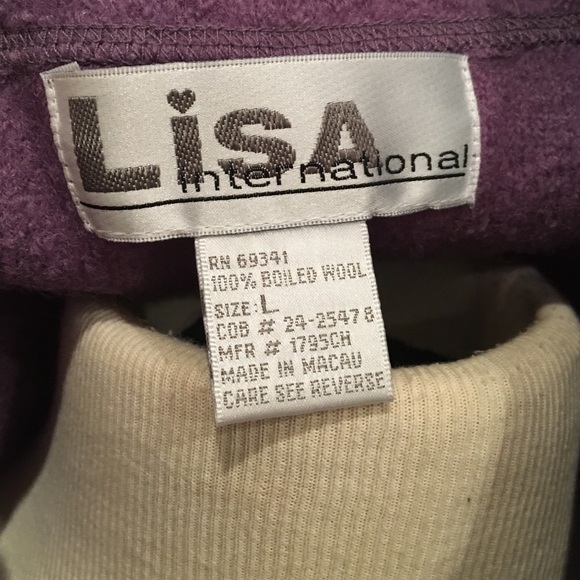 LiSA
international
RN 69341
100% BOILED WOOL
SIZE: L
COB # 24-2547 8
MFR # 1795CH
MADE IN MACAU
CARE SEE REVERSE